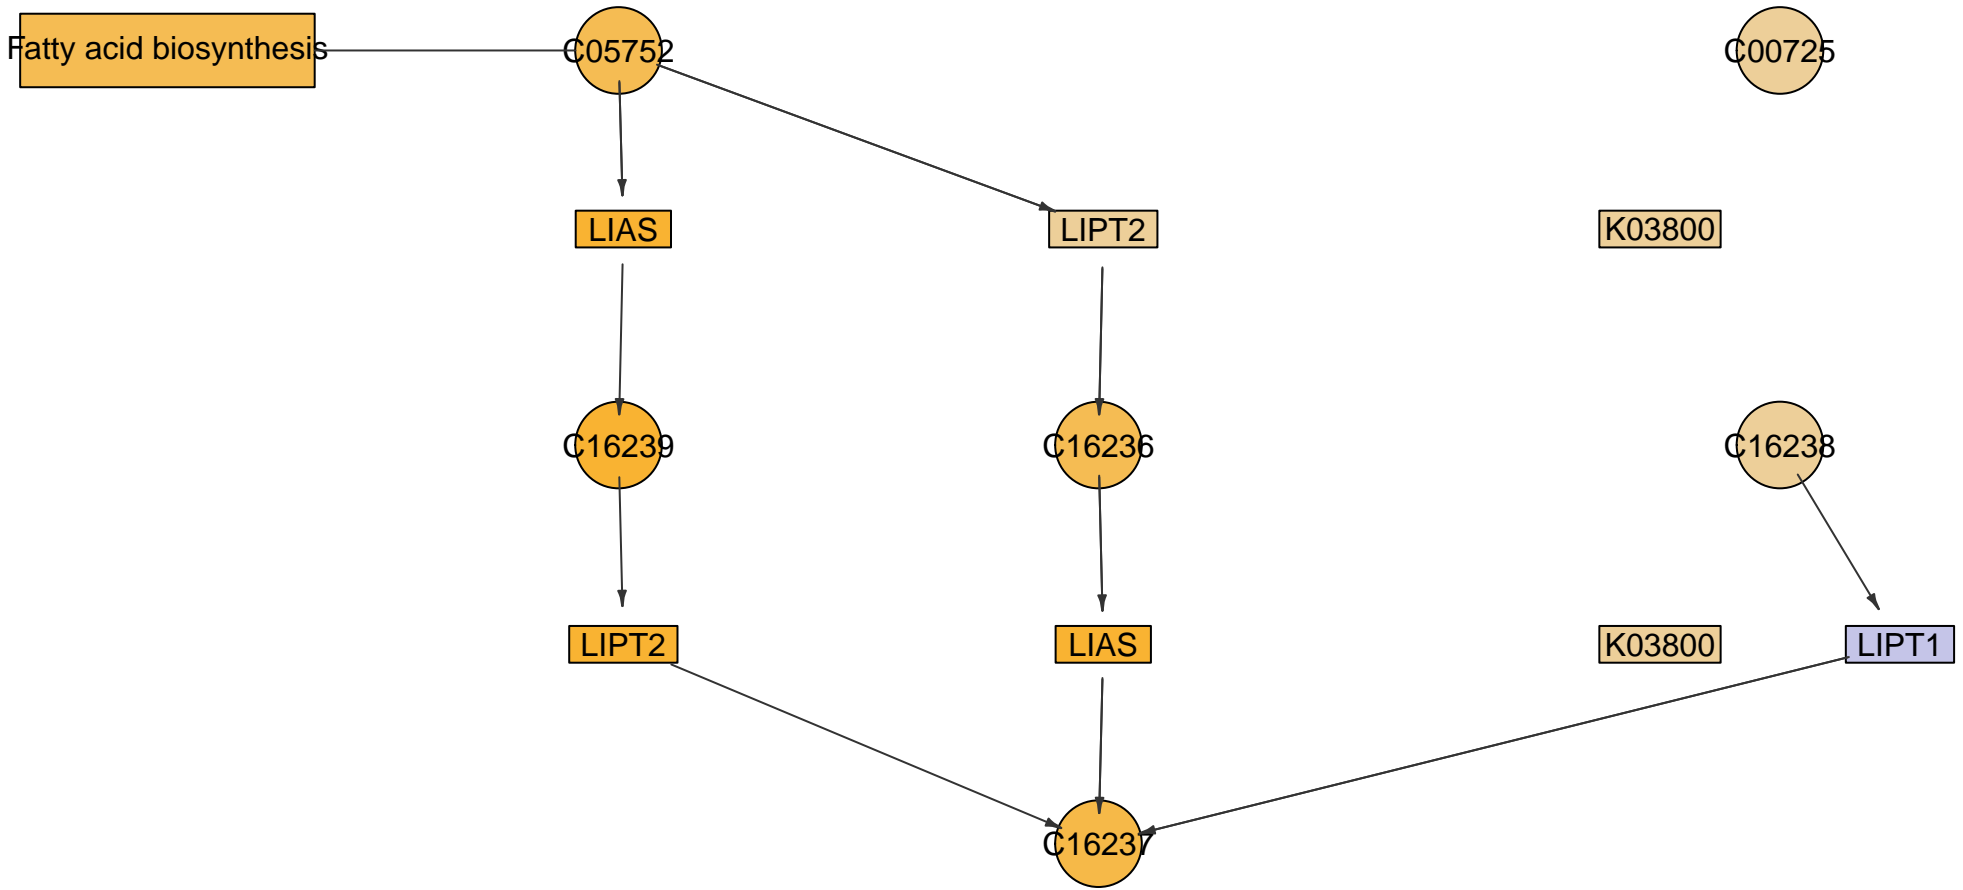 Fatty acid biosynthesis
C05752
C00725
LIAS
LIPT2
K03800
C16239
C16236
C16238
LIPT2
LIAS
K03800
LIPT1
C16237